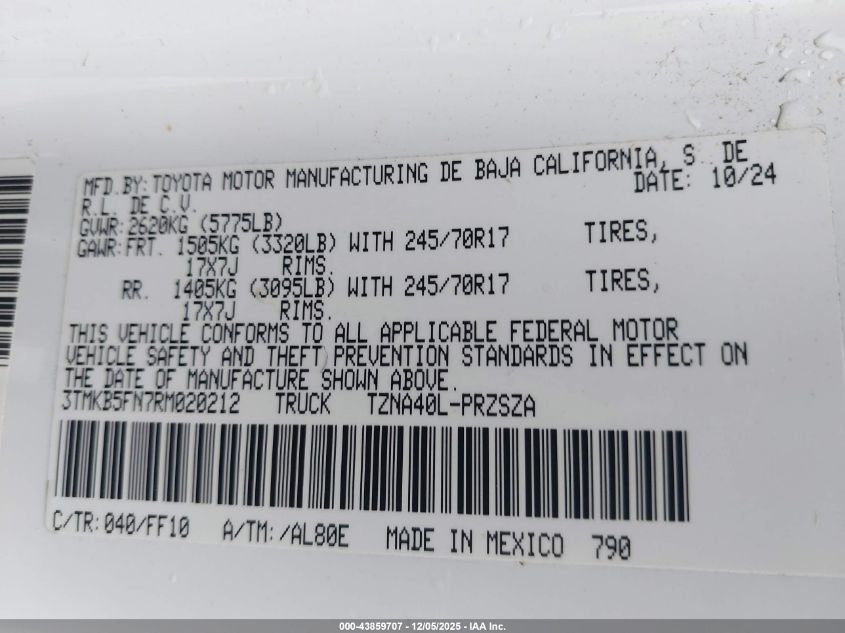 MFD.BY:TOYOTA MOTOR MANUFACTURING DE BAJA CALIFORNIA, S. DE
R.L. DE C.V. DATE: 10/24
GVWR:2620KG (5775LB)
GAWR:FRT. 1505KG (3320LB) WITH 245/70R17 TIRES,
17X7J RIMS.
RR. 1405KG (3095LB) WITH 245/70R17 TIRES,
17X7J RIMS.
THIS VEHICLE CONFORMS TO ALL APPLICABLE FEDERAL MOTOR
VEHICLE SAFETY AND THEFT PREVENTION STANDARDS IN EFFECT ON
THE DATE OF MANUFACTURE SHOWN ABOVE.
3TMKB5FN7RM020212 TRUCK TZNA40L-PRZSZA
C/TR:040/FF10 A/TM:/AL80E MADE IN MEXICO 790
000-43859707 - 12/05/2025 - IAA Inc.